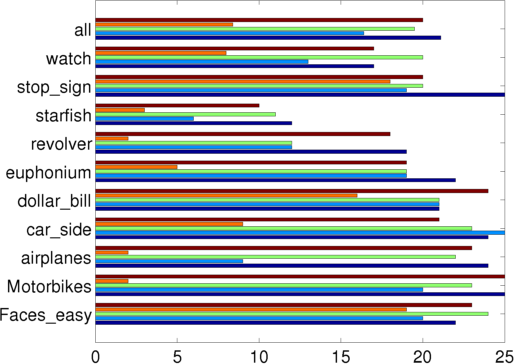 all
watch
stop_sign
starfish
revolver
euphonium
dollar_bill
car_side
airplanes
Motorbikes
Faces_easy
0 5 10 15 20 25